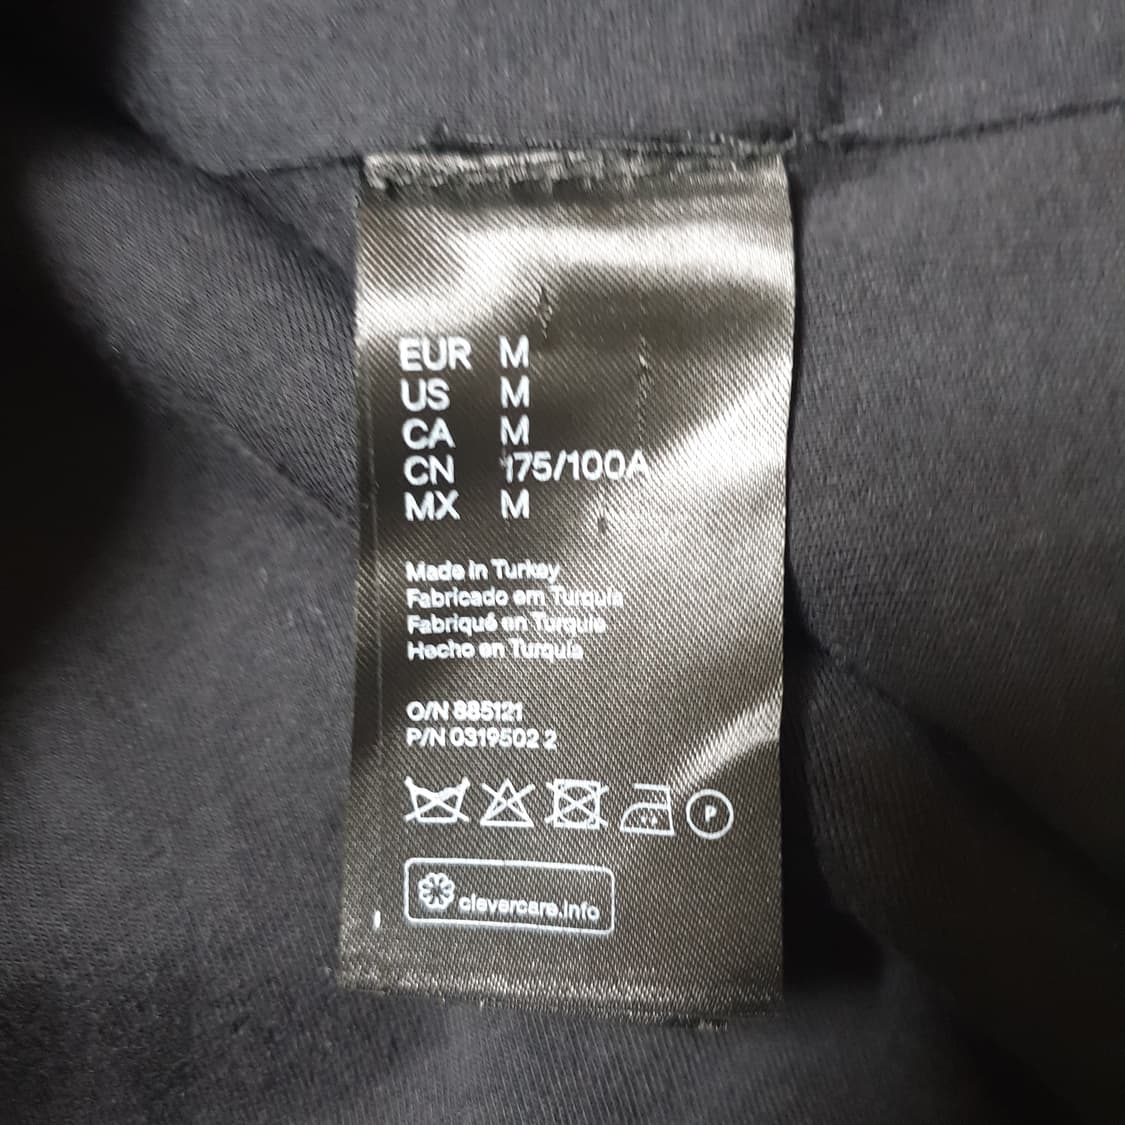 EUR M
US M
CA M
CN 175/100A
MX M
Made in Turkey
Fabricado em Turquia
Fabriqué en Turquie
Hecho en Turquía
O/N 885121
P/N 0319502 2
P
clevercare.info